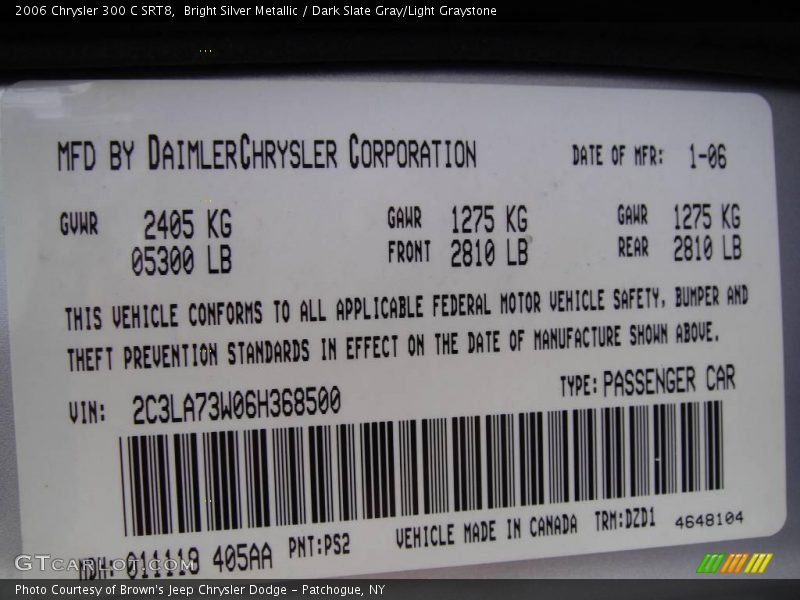 2006 Chrysler 300 C SRT8,  Bright Silver Metallic / Dark Slate Gray/Light Graystone
MFD BY DAIMLERCHRYSLER CORPORATION DATE OF MFR: 1-06
GVWR 2405 KG GAWR 1275 KG GAWR 1275 KG
05300 LB FRONT 2810 LB REAR 2810 LB
THIS VEHICLE CONFORMS TO ALL APPLICABLE FEDERAL MOTOR VEHICLE SAFETY, BUMPER AND
THEFT PREVENTION STANDARDS IN EFFECT ON THE DATE OF MANUFACTURE SHOWN ABOVE.
VIN: 2C3LA73W06H368500 TYPE: PASSENGER CAR
MDH: 011118 405AA PNT:PS2 VEHICLE MADE IN CANADA TRM:DZD1 4648104
GTcarlot.com
Photo Courtesy of Brown's Jeep Chrysler Dodge - Patchogue, NY